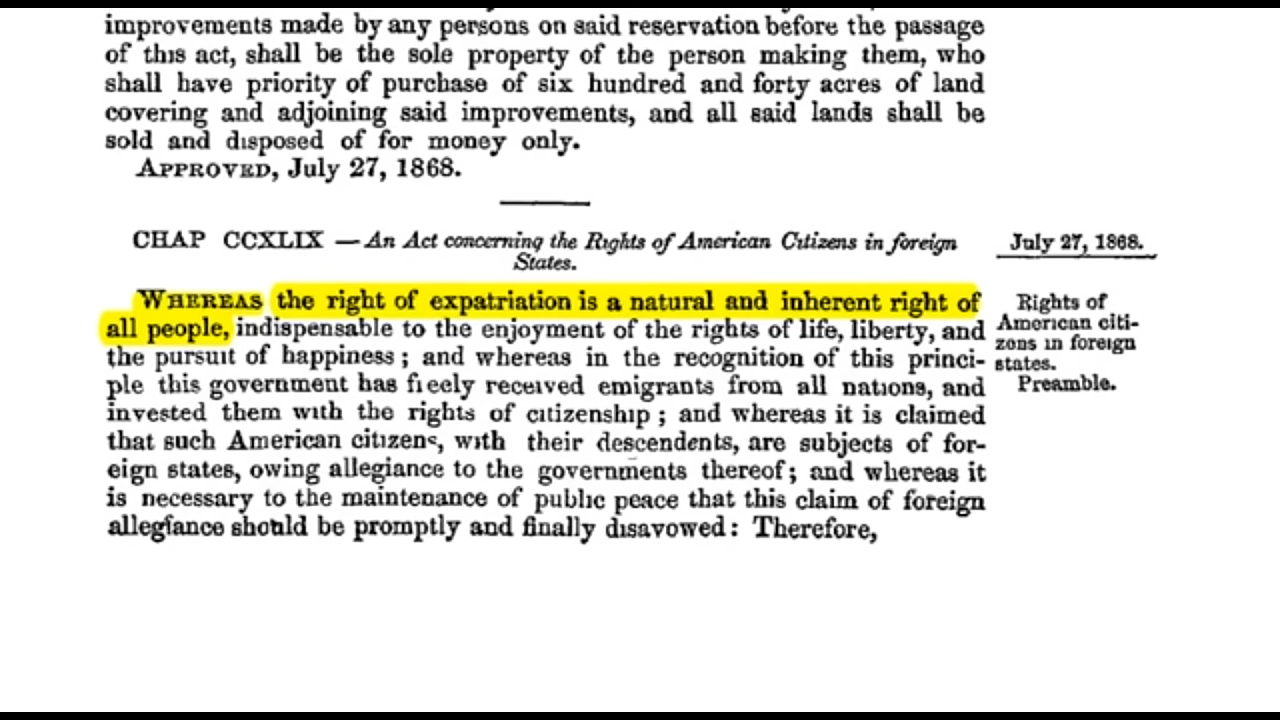 improvements made by any persons on said reservation before the passage
of this act, shall be the sole property of the person making them, who
shall have priority of purchase of six hundred and forty acres of land
covering and adjoining said improvements, and all said lands shall be
sold and disposed of for money only.
APPROVED, July 27, 1868.
CHAP CCXLIX — An Act concerning the Rights of American Citizens in foreign
States.
July 27, 1868.
WHEREAS the right of expatriation is a natural and inherent right of
all people, indispensable to the enjoyment of the rights of life, liberty, and
the pursuit of happiness; and whereas in the recognition of this princi-
ple this government has freely received emigrants from all nations, and
invested them with the rights of citizenship; and whereas it is claimed
that such American citizens, with their descendents, are subjects of for-
eign states, owing allegiance to the governments thereof; and whereas it
is necessary to the maintenance of public peace that this claim of foreign
allegiance should be promptly and finally disavowed: Therefore,
Rights of
American citi-
zens in foreign
states.
Preamble.